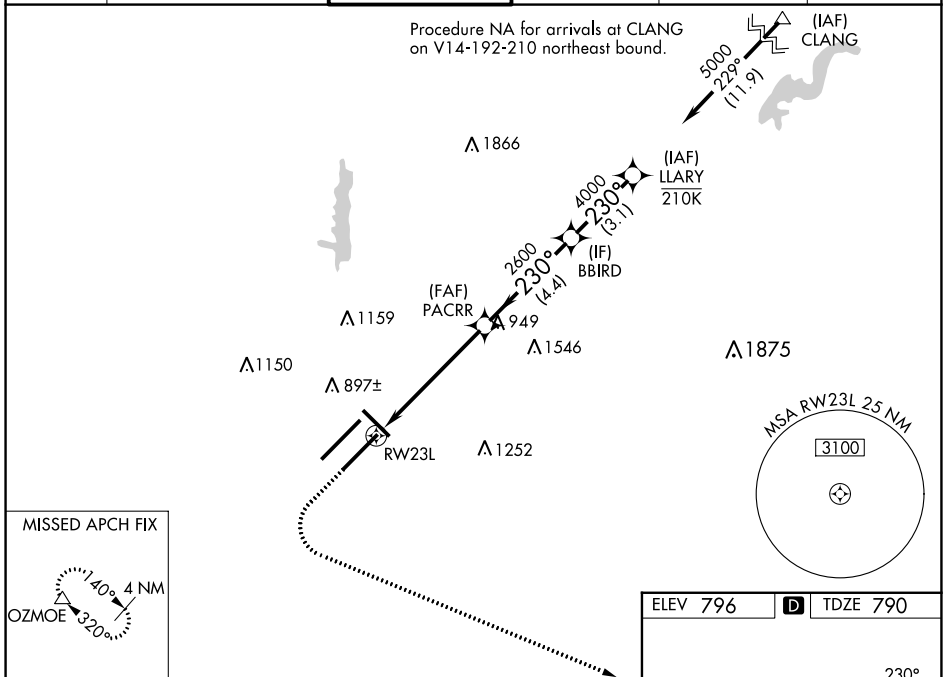 Procedure NA for arrivals at CLANG
on V14-192-210 northeast bound.
(IAF)
CLANG
5000
229°
(11.9)
1866
(IAF)
LLARY
210K
4000
230°
(3.1)
(IF)
BBIRD
2600
230°
(4.4)
(FAF)
PACRR
949
1159
1546
1875
1150
897±
MSA RW23L 25 NM
3100
RW23L
1252
MISSED APCH FIX
140°
4 NM
OZMOE
320°
ELEV 796 D TDZE 790
230°